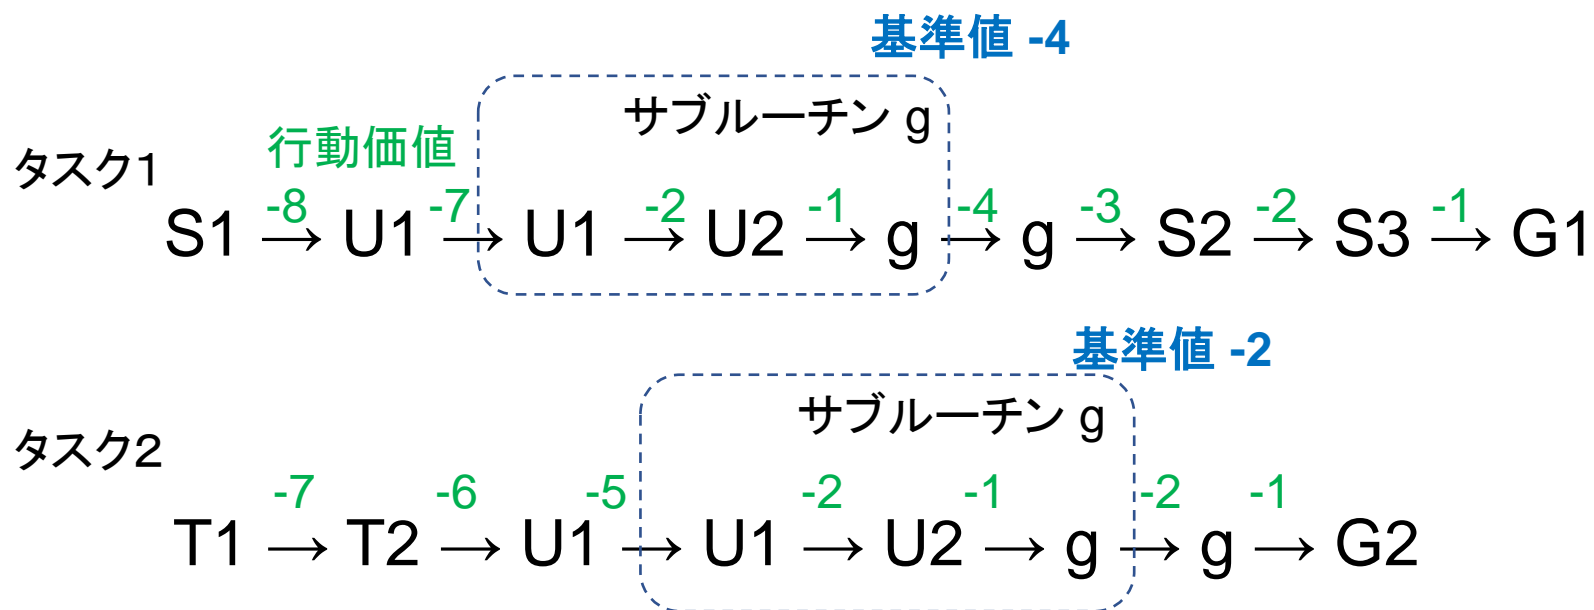 基準値 -4
サブルーチン g
行動価値
タスク1
-8 -7 -2 -1 -4 -3 -2 -1
S1 → U1 → U1 → U2 → g → g → S2 → S3 → G1
基準値 -2
サブルーチン g
タスク2
-7 -6 -5 -2 -1 -2 -1
T1 → T2 → U1 → U1 → U2 → g → g → G2